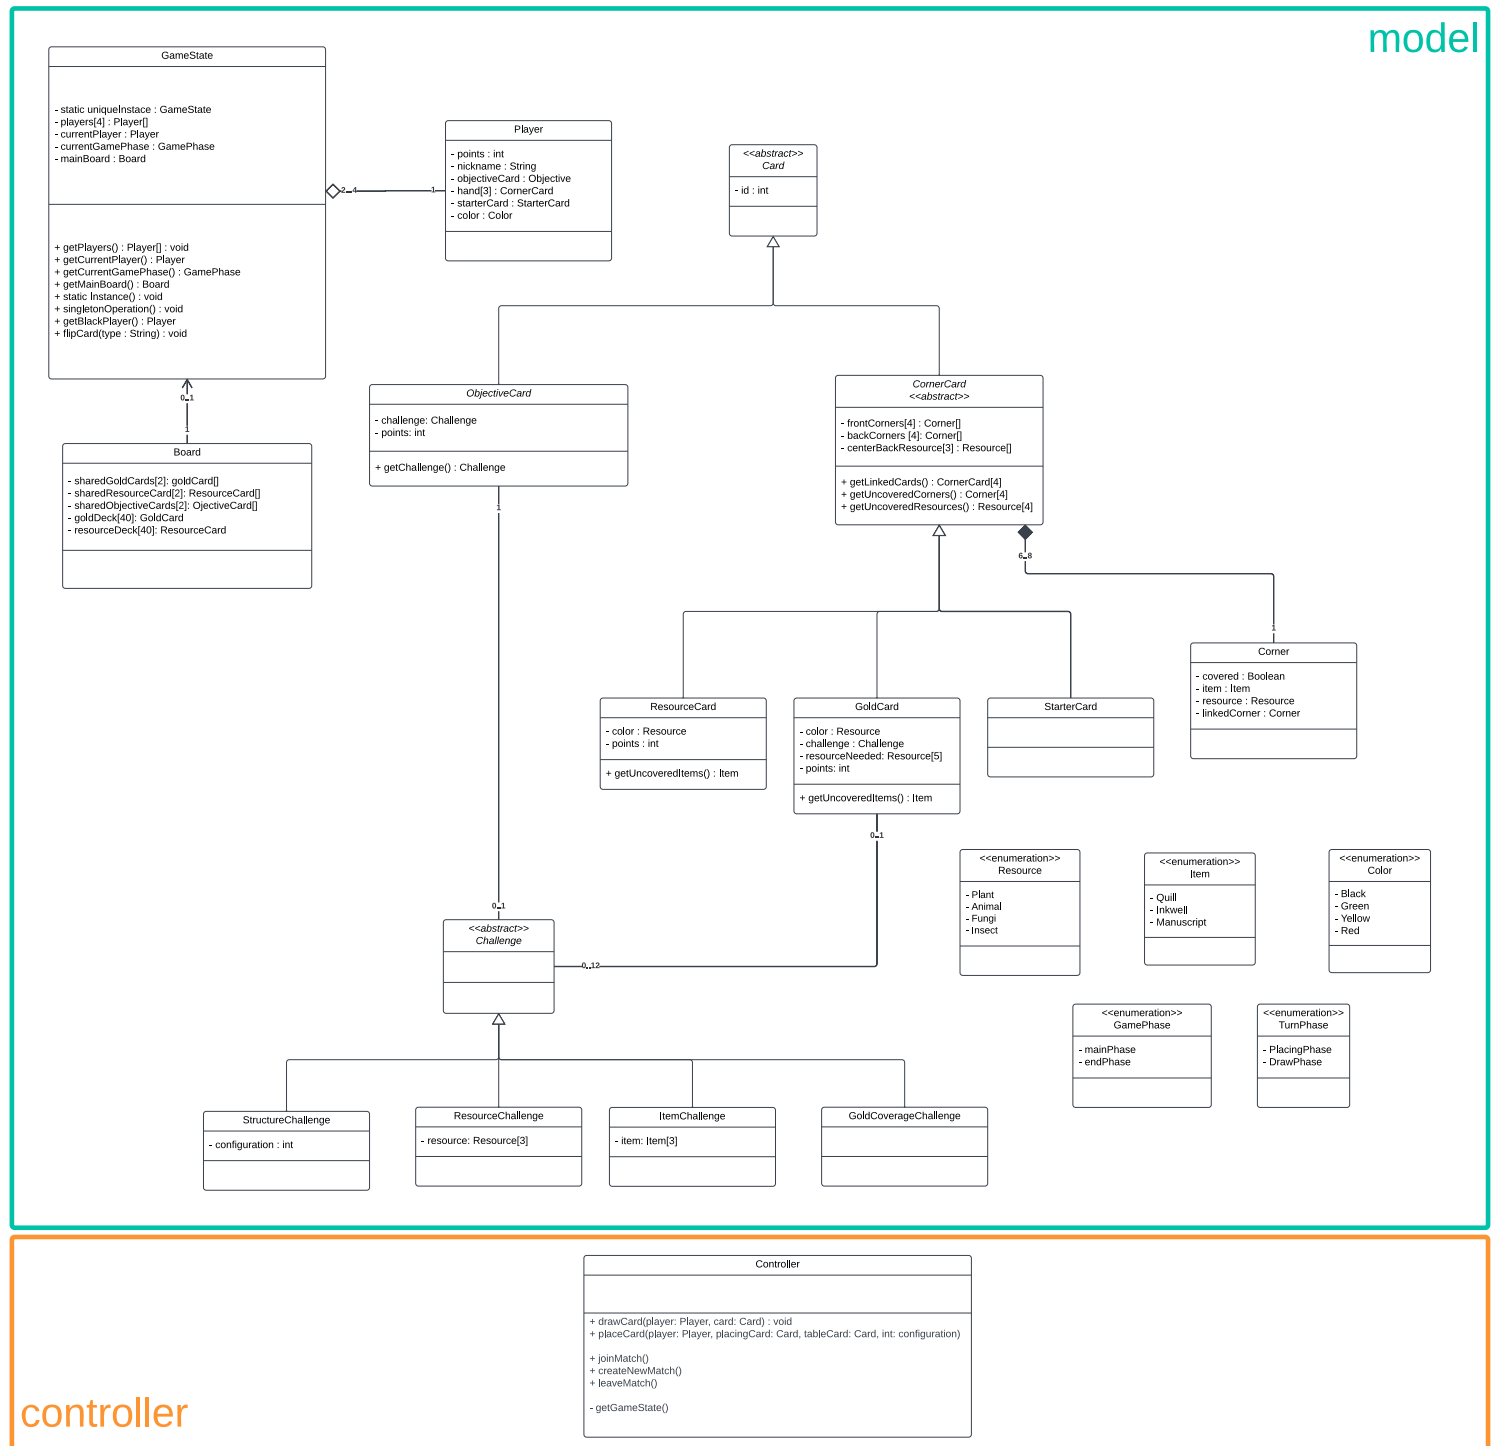 model
GameState
- static uniqueInstace : GameState
- players[4] : Player[]
- currentPlayer : Player
- currentGamePhase : GamePhase
- mainBoard : Board
+ getPlayers() : Player[] : void
+ getCurrentPlayer() : Player
+ getCurrentGamePhase() : GamePhase
+ getMainBoard() : Board
+ static Instance() : void
+ singletonOperation() : void
+ getBlackPlayer() : Player
+ flipCard(type : String) : void
2..4
1
Player
- points : int
- nickname : String
- objectiveCard : Objective
- hand[3] : CornerCard
- starterCard : StarterCard
- color : Color
<<abstract>>
Card
- id : int
0..1
1
Board
- sharedGoldCards[2]: goldCard[]
- sharedResourceCard[2]: ResourceCard[]
- sharedObjectiveCards[2]: OjectiveCard[]
- goldDeck[40]: GoldCard
- resourceDeck[40]: ResourceCard
ObjectiveCard
- challenge: Challenge
- points: int
+ getChallenge() : Challenge
1
CornerCard
<<abstract>>
- frontCorners[4] : Corner[]
- backCorners [4]: Corner[]
- centerBackResource[3] : Resource[]
+ getLinkedCards() : CornerCard[4]
+ getUncoveredCorners() : Corner[4]
+ getUncoveredResources() : Resource[4]
6..8
1
Corner
- covered : Boolean
- item : Item
- resource : Resource
- linkedCorner : Corner
ResourceCard
- color : Resource
- points : int
+ getUncoveredItems() : Item
GoldCard
- color : Resource
- challenge : Challenge
- resourceNeeded: Resource[5]
- points: int
+ getUncoveredItems() : Item
0..1
StarterCard
<<enumeration>>
Resource
- Plant
- Animal
- Fungi
- Insect
<<enumeration>>
Item
- Quill
- Inkwell
- Manuscript
<<enumeration>>
Color
- Black
- Green
- Yellow
- Red
0..1
<<abstract>>
Challenge
0..12
<<enumeration>>
GamePhase
- mainPhase
- endPhase
<<enumeration>>
TurnPhase
- PlacingPhase
- DrawPhase
StructureChallenge
- configuration : int
ResourceChallenge
- resource: Resource[3]
ItemChallenge
- item: Item[3]
GoldCoverageChallenge
Controller
+ drawCard(player: Player, card: Card) : void
+ placeCard(player: Player, placingCard: Card, tableCard: Card, int: configuration)
+ joinMatch()
+ createNewMatch()
+ leaveMatch()
- getGameState()
controller